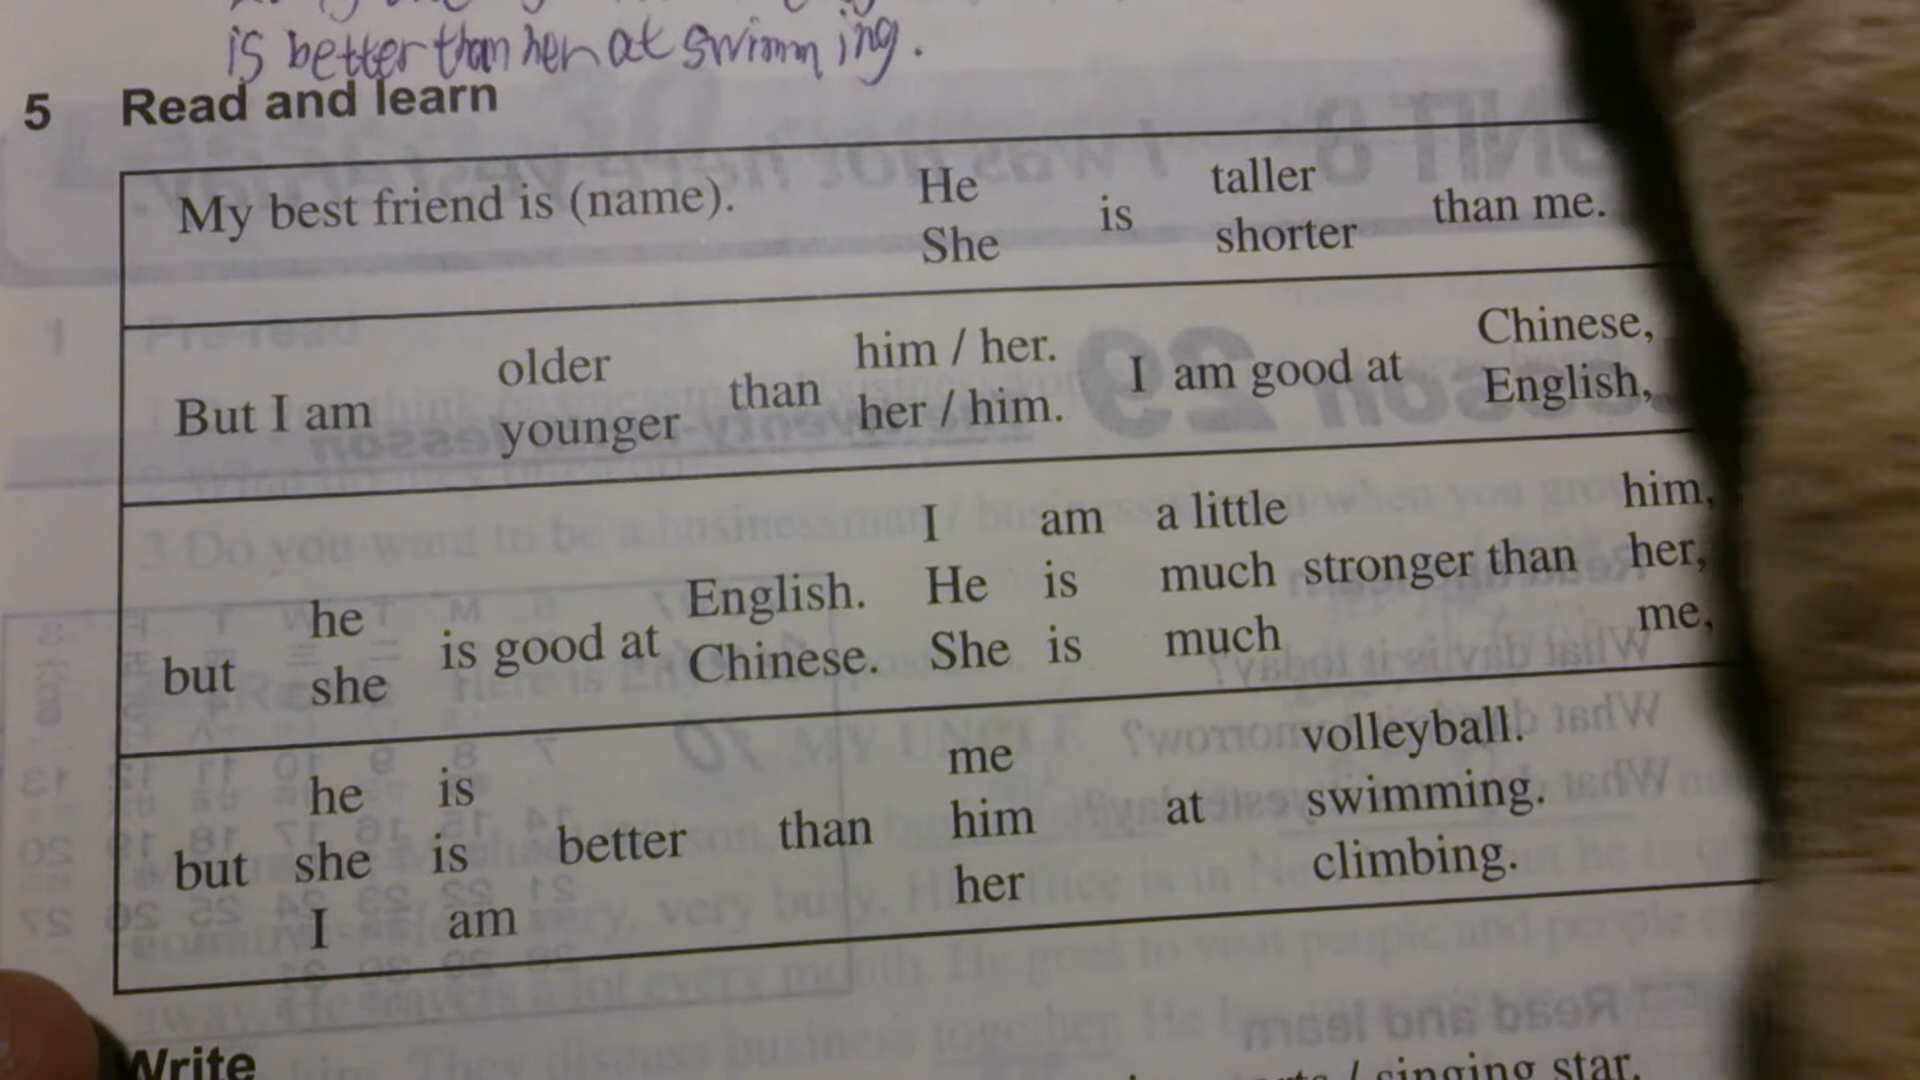 is better than her at swimming.
5 Read and learn
My best friend is (name). He She is taller shorter than me.
But I am older younger than him / her. her / him. I am good at Chinese, English,
but he she is good at English. Chinese. I am a little He is much She is much stronger than him, her, me,
but he is she is I am better than me him her at volleyball. swimming. climbing.
Write
/ singing star.